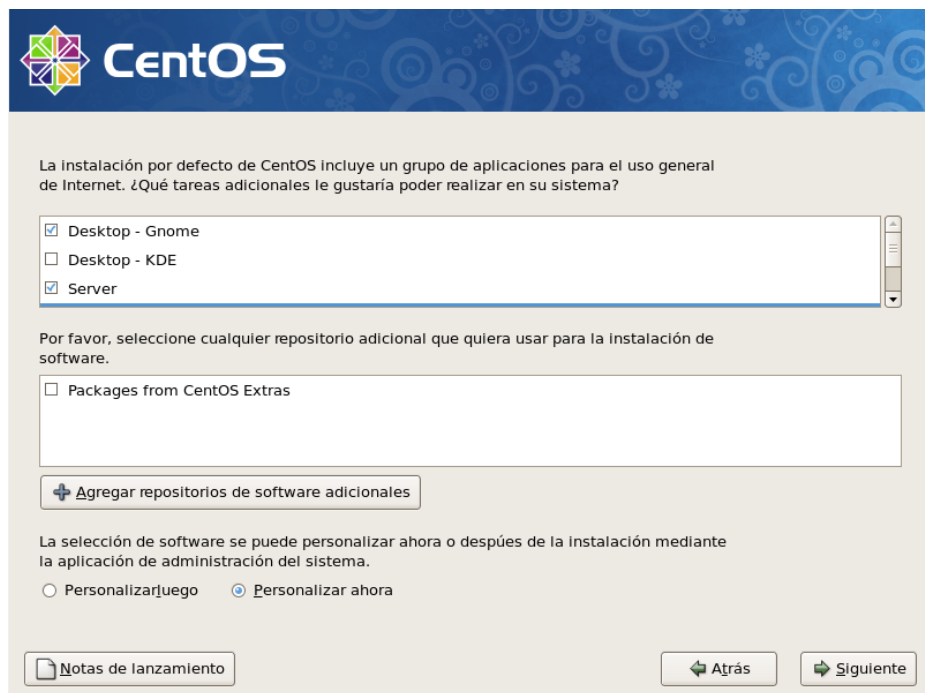 CentOS
La instalación por defecto de CentOS incluye un grupo de aplicaciones para el uso general
de Internet. ¿Qué tareas adicionales le gustaría poder realizar en su sistema?
Desktop - Gnome
Desktop - KDE
Server
Por favor, seleccione cualquier repositorio adicional que quiera usar para la instalación de
software.
Packages from CentOS Extras
Agregar repositorios de software adicionales
La selección de software se puede personalizar ahora o despúes de la instalación mediante
la aplicación de administración del sistema.
Personalizarluego Personalizar ahora
Notas de lanzamiento Atrás Siguiente